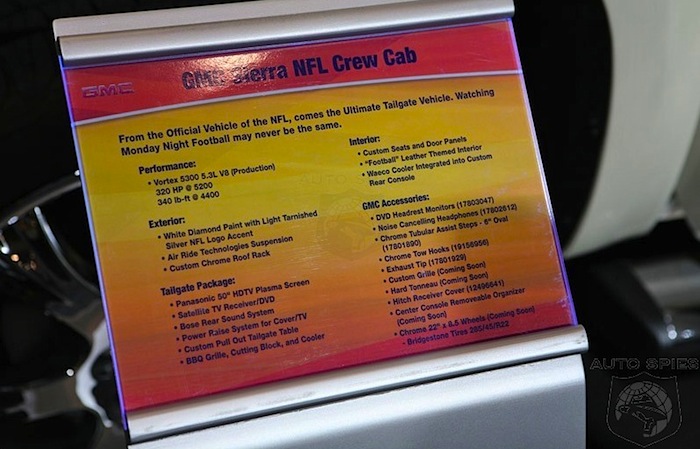 GMC
GMC Sierra NFL Crew Cab
From the Official Vehicle of the NFL, comes the Ultimate Tailgate Vehicle. Watching
Monday Night Football may never be the same.
Performance:
• Vortex 5300 5.3L V8 (Production)
320 HP @ 5200
340 lb-ft @ 4400
Exterior:
• White Diamond Paint with Light Tarnished
Silver NFL Logo Accent
• Air Ride Technologies Suspension
• Custom Chrome Roof Rack
Tailgate Package:
• Panasonic 50" HDTV Plasma Screen
• Satellite TV Receiver/DVD
• Bose Rear Sound System
• Power Raise System for Cover/TV
• Custom Pull Out Tailgate Table
• BBQ Grille, Cutting Block, and Cooler
Interior:
• Custom Seats and Door Panels
• "Football" Leather Themed Interior
• Waeco Cooler Integrated into Custom
Rear Console
GMC Accessories:
• DVD Headrest Monitors (17803047)
• Noise Cancelling Headphones (17802612)
• Chrome Tubular Assist Steps - 6" Oval
(17801890)
• Chrome Tow Hooks (19156956)
• Exhaust Tip (17801929)
• Custom Grille (Coming Soon)
• Hard Tonneau (Coming Soon)
• Hitch Receiver Cover (12496641)
• Center Console Removable Organizer
(Coming Soon)
• Chrome 22" x 8.5 Wheels (Coming Soon)
- Bridgestone Tires 285/45/R22
AUTO SPIES